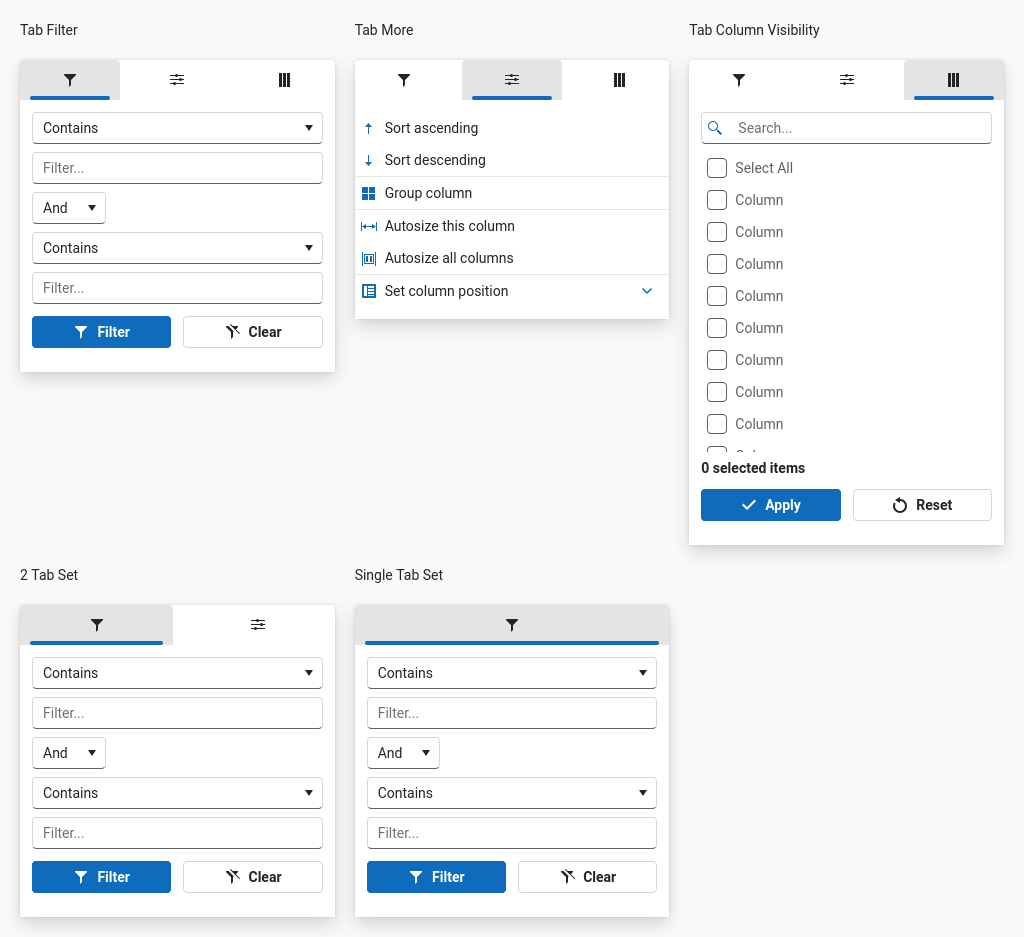 Tab Filter
Contains
Filter...
And
Contains
Filter...
Filter Clear
Tab More
Sort ascending
Sort descending
Group column
Autosize this column
Autosize all columns
Set column position
Tab Column Visibility
Search...
Select All
Column
Column
Column
Column
Column
Column
Column
Column
0 selected items
Apply Reset
2 Tab Set
Contains
Filter...
And
Contains
Filter...
Filter Clear
Single Tab Set
Contains
Filter...
And
Contains
Filter...
Filter Clear